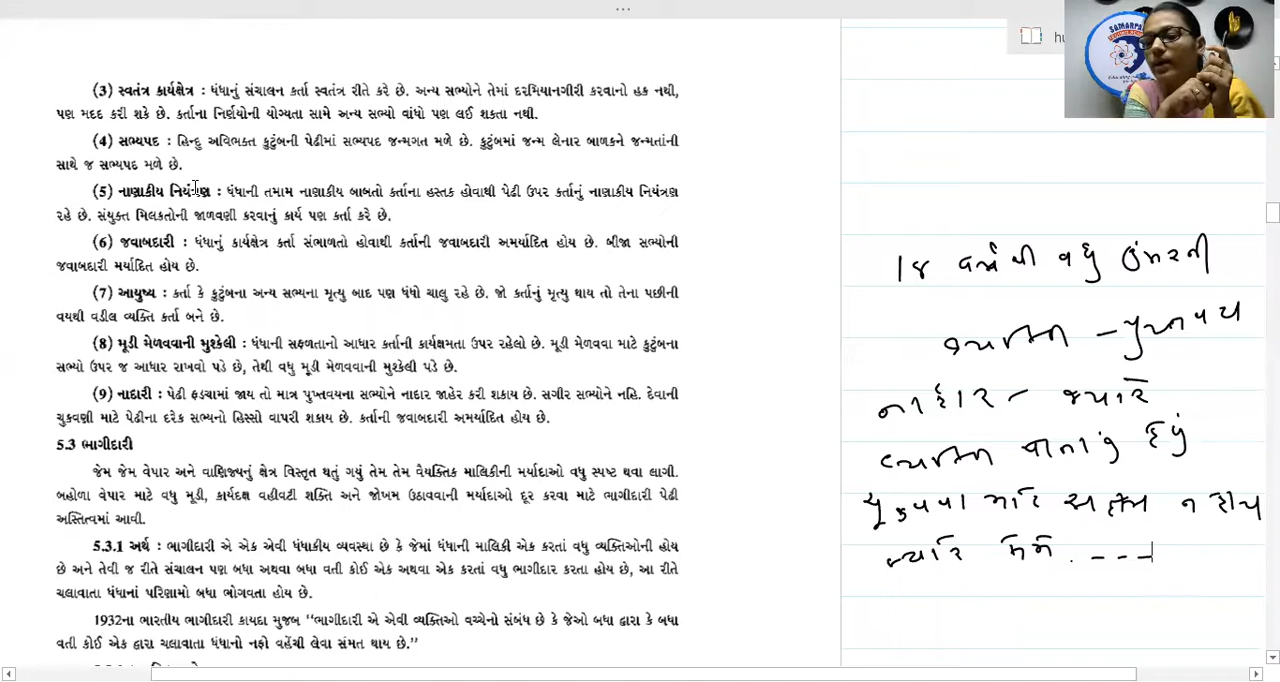 (3) સ્વતંત્ર કાર્યક્ષેત્ર : ધંધાનું સંચાલન કર્તા સ્વતંત્ર રીતે કરે છે. અન્ય સભ્યોને તેમાં દરમિયાનગીરી કરવાનો હક નથી,
પણ મદદ કરી શકે છે. કર્તાના નિર્ણયોની યોગ્યતા સામે અન્ય સભ્યો વાંધો પણ લઈ શકતા નથી.
(4) સભ્યપદ : હિન્દુ અવિભક્ત કુટુંબની પેઢીમાં સભ્યપદ જન્મગત મળે છે. કુટુંબમાં જન્મ લેનાર બાળકને જન્મતાંની
સાથે જ સભ્યપદ મળે છે.
(5) નાણાકીય નિયંત્રણ : ધંધાની તમામ નાણાકીય બાબતો કર્તાના હસ્તક હોવાથી પેઢી ઉપર કર્તાનું નાણાકીય નિયંત્રણ
રહે છે. સંયુક્ત મિલકતોની જાળવણી કરવાનું કાર્ય પણ કર્તા કરે છે.
(6) જવાબદારી : ધંધાનું કાર્યક્ષેત્ર કર્તા સંભાળતો હોવાથી કર્તાની જવાબદારી અમર્યાદિત હોય છે. બીજા સભ્યોની
જવાબદારી મર્યાદિત હોય છે.
(7) આયુષ્ય : કર્તા કે કુટુંબના અન્ય સભ્યના મૃત્યુ બાદ પણ ધંધો ચાલુ રહે છે. જો કર્તાનું મૃત્યુ થાય તો તેના પછીની
વયથી વડીલ વ્યક્તિ કર્તા બને છે.
(8) મૂડી મેળવવાની મુશ્કેલી : ધંધાની સફળતાનો આધાર કર્તાની કાર્યક્ષમતા ઉપર રહેલો છે. મૂડી મેળવવા માટે કુટુંબના
સભ્યો ઉપર જ આધાર રાખવો પડે છે, તેથી વધુ મૂડી મેળવવાની મુશ્કેલી પડે છે.
(9) નાદારી : પેઢી ફડચામાં જાય તો માત્ર પુખ્તવયના સભ્યોને નાદાર જાહેર કરી શકાય છે. સગીર સભ્યોને નહિ. દેવાની
ચુકવણી માટે પેઢીના દરેક સભ્યનો હિસ્સો વાપરી શકાય છે. કર્તાની જવાબદારી અમર્યાદિત હોય છે.
5.3 ભાગીદારી
જેમ જેમ વેપાર અને વાણિજ્યનું ક્ષેત્ર વિસ્તૃત થતું ગયું તેમ તેમ વૈયક્તિક માલિકીની મર્યાદાઓ વધુ સ્પષ્ટ થવા લાગી.
બહોળા વેપાર માટે વધુ મૂડી, કાર્યદક્ષ વહીવટી શક્તિ અને જોખમ ઉઠાવવાની મર્યાદાઓ દૂર કરવા માટે ભાગીદારી પેઢી
અસ્તિત્વમાં આવી.
5.3.1 અર્થ : ભાગીદારી એ એક એવી ધંધાકીય વ્યવસ્થા છે કે જેમાં ધંધાની માલિકી એક કરતાં વધુ વ્યક્તિઓની હોય
છે અને તેવી જ રીતે સંચાલન પણ બધા અથવા બધા વતી કોઈ એક અથવા એક કરતાં વધુ ભાગીદાર કરતા હોય છે, આ રીતે
ચલાવાતા ધંધાનાં પરિણામો બધા ભોગવતા હોય છે.
1932ના ભારતીય ભાગીદારી કાયદા મુજબ "ભાગીદારી એ એવી વ્યક્તિઓ વચ્ચેનો સંબંધ છે કે જેઓ બધા દ્વારા કે બધા
વતી કોઈ એક દ્વારા ચલાવાતા ધંધાનો નફો વહેંચી લેવા સંમત થાય છે."
hu
SAMARPA
18 વર્ષથી વધુ ઉંમરની
વ્યક્તિ – પુખ્તવય
નાદાર – જ્યારે
વ્યક્તિ પોતાનું દેવું
ચૂકવવા માટે સક્ષમ ન હોય
ત્યારે તેને . – – –